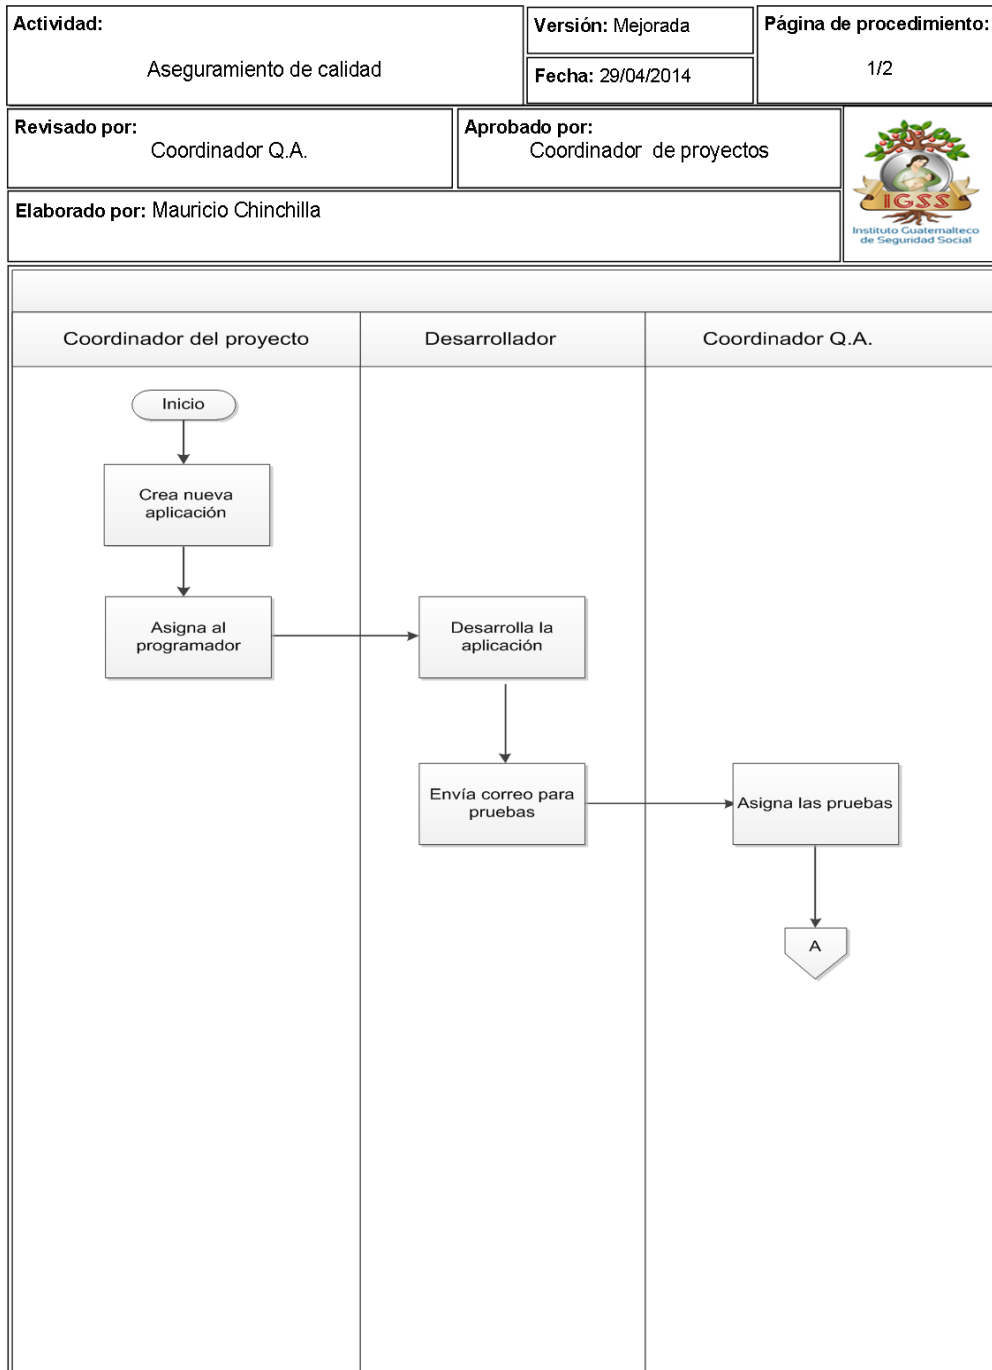 Actividad:
Aseguramiento de calidad
Versión: Mejorada
Fecha: 29/04/2014
Página de procedimiento:
1/2
Revisado por:
Coordinador Q.A.
Aprobado por:
Coordinador de proyectos
Elaborado por: Mauricio Chinchilla
IGSS
Instituto Guatemalteco
de Seguridad Social
Coordinador del proyecto
Desarrollador
Coordinador Q.A.
Inicio
Crea nueva
aplicación
Asigna al
programador
Desarrolla la
aplicación
Envía correo para
pruebas
Asigna las pruebas
A